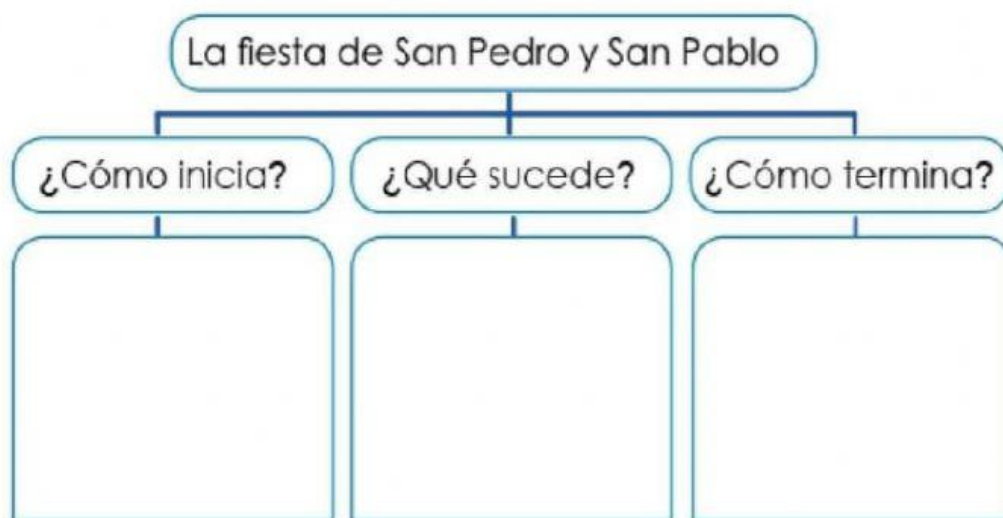 La fiesta de San Pedro y San Pablo
¿Cómo inicia?
¿Qué sucede?
¿Cómo termina?